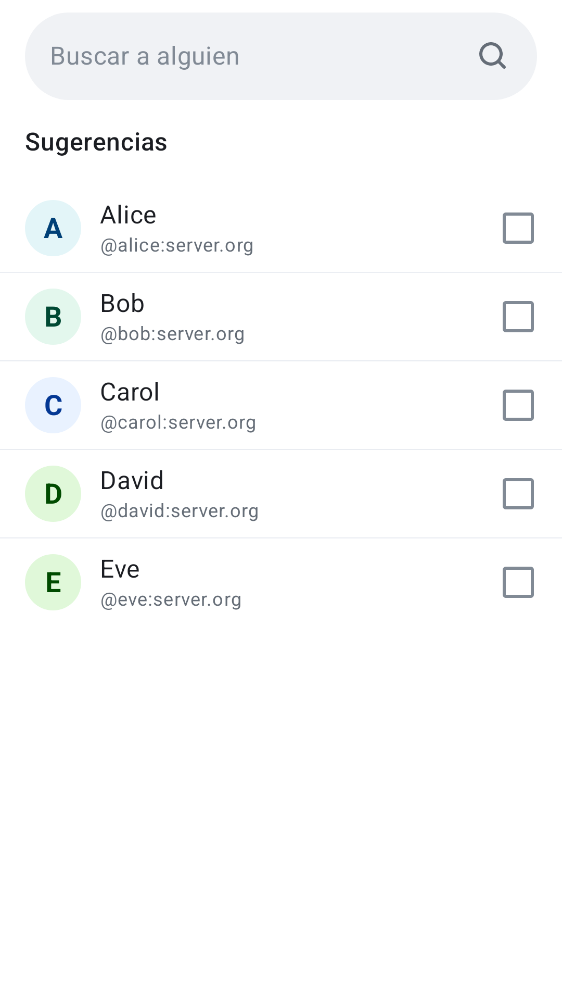 Buscar a alguien
Sugerencias
A
Alice
@alice:server.org
B
Bob
@bob:server.org
C
Carol
@carol:server.org
D
David
@david:server.org
E
Eve
@eve:server.org